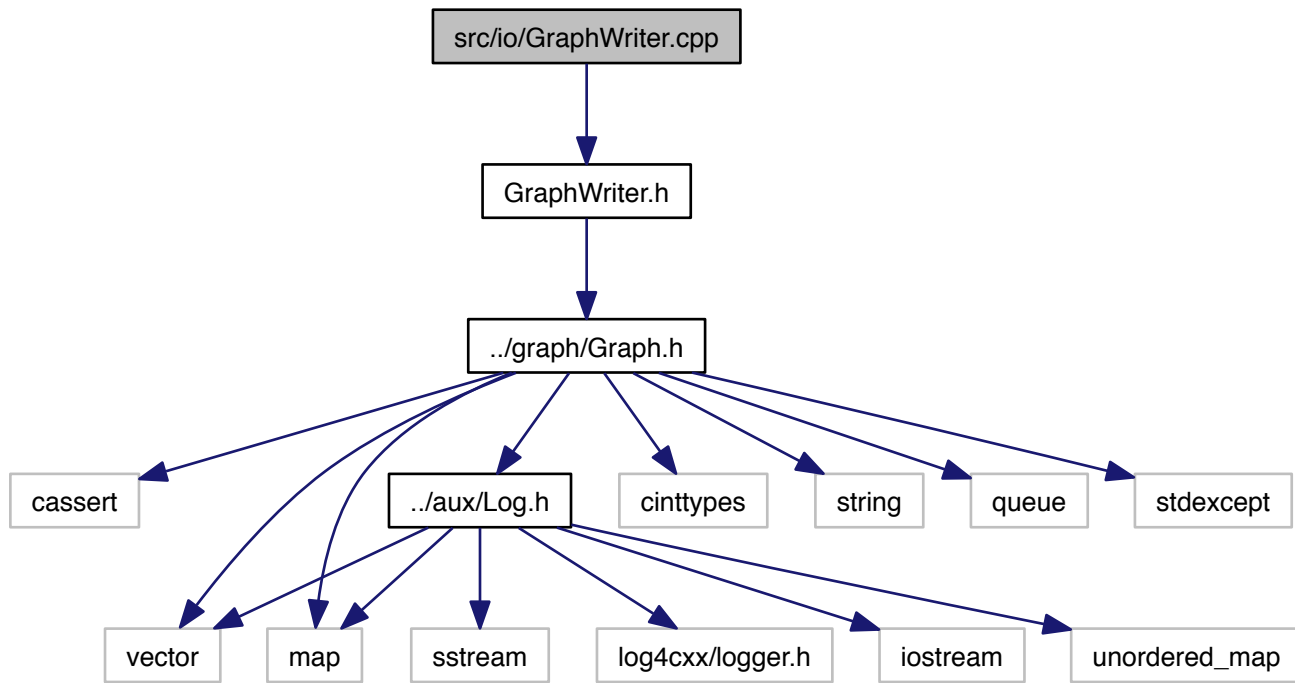 src/io/GraphWriter.cpp
GraphWriter.h
../graph/Graph.h
cassert
../aux/Log.h
cinttypes
string
queue
stdexcept
vector
map
sstream
log4cxx/logger.h
iostream
unordered_map